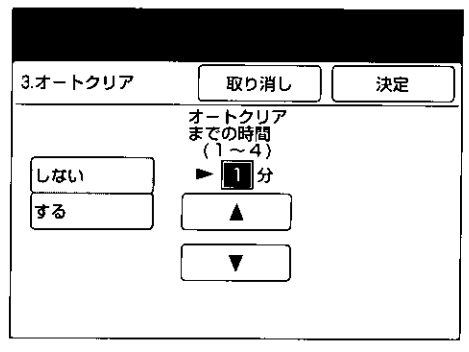 3.オートクリア 取り消し 決定
オートクリア
までの時間
(1～4)
しない ► 1 分
する ▲
▼